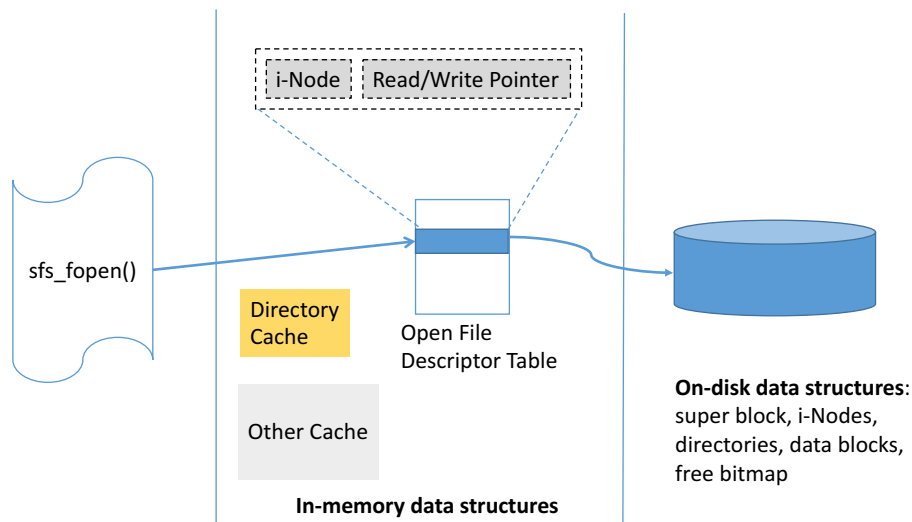 i-Node
Read/Write Pointer
sfs_fopen()
Directory
Cache
Open File
Descriptor Table
Other Cache
In-memory data structures
On-disk data structures:
super block, i-Nodes,
directories, data blocks,
free bitmap